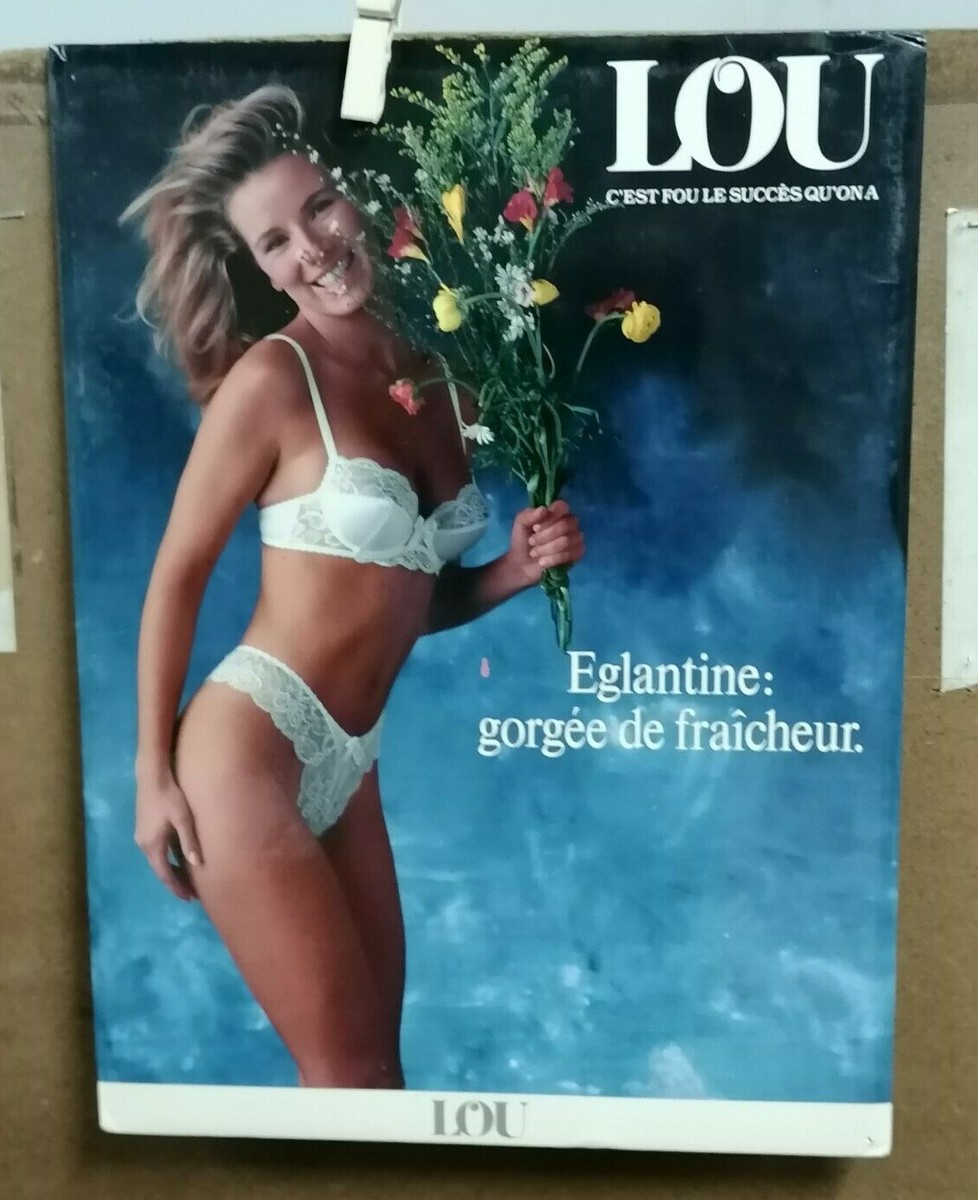 LOU
C'EST FOU LE SUCCÈS QU'ON A
Eglantine:
gorgée de fraîcheur.
LOU